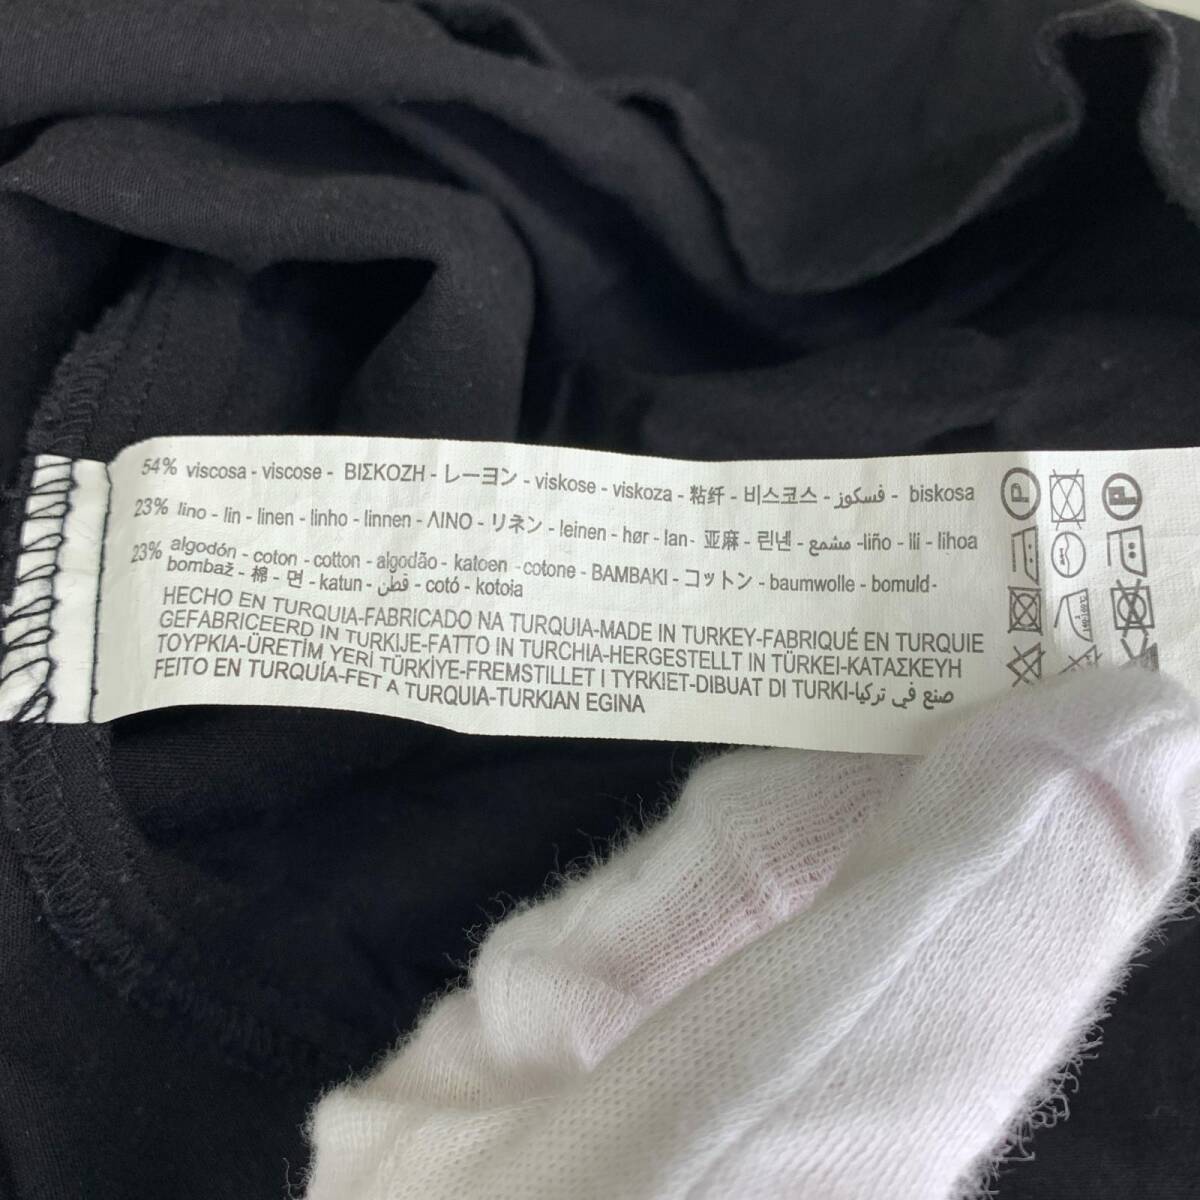 54% viscosa - viscose - ΒΙΣΚΟΖΗ - レーヨン - viskose - viskoza - 粘纤 - 비스코스 - فسكوز - biskosa
23% lino - lin - linen - linho - linnen - ΛΙΝΟ - リネン - leinen - hør - lan- 亚麻 - 린넨 - مشمع -liño - ili - lihoa
23% algodón - coton - cotton - algodão - katoen -cotone - BAMBAKI - コットン - baumwolle - bomuld-
bombaž - 棉 - 면 - katun - قطن - cotó - kotoia
HECHO EN TURQUIA-FABRICADO NA TURQUIA-MADE IN TURKEY-FABRIQUÉ EN TURQUIE
GEFABRICEERD IN TURKIJE-FATTO IN TURCHIA-HERGESTELLT IN TÜRKEI-ΚΑΤΑΣΚΕΥΗ
ΤΟΥΡΚΙΑ-ÜRETİM YERİ TÜRKİYE-FREMSTILLET I TYRKIET-DIBUAT DI TURKI-صنع في تركيا
FEITO EN TURQUÍA-FET A TURQUIA-TURKIAN EGINA
P
P